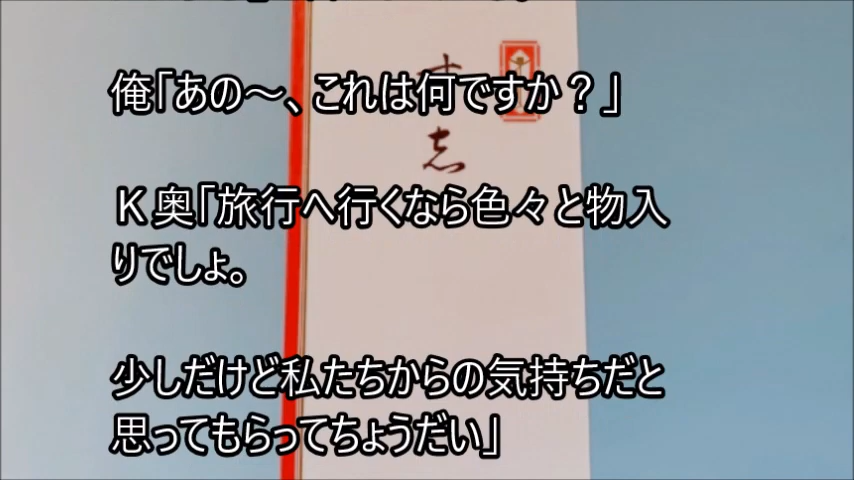 俺「あの～、これは何ですか？」
Ｋ奥「旅行へ行くなら色々と物入
りでしょ。
少しだけど私たちからの気持ちだと
思ってもらってちょうだい」
志